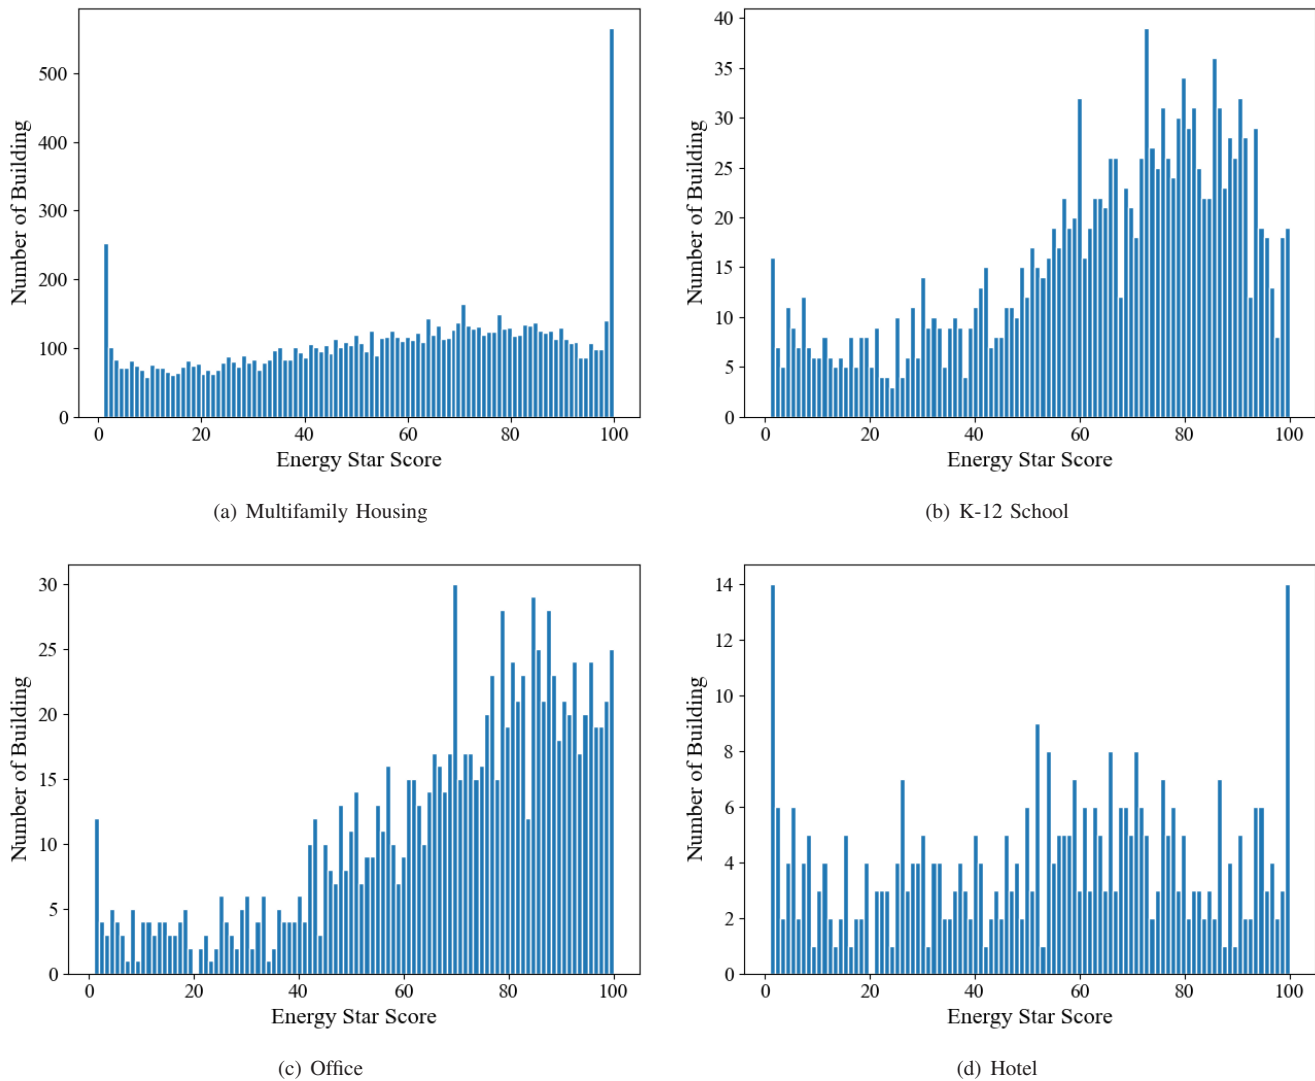 500
400
300
200
100
0
Number of Building
0 20 40 60 80 100
Energy Star Score
(a) Multifamily Housing
40
35
30
25
20
15
10
5
0
Number of Building
0 20 40 60 80 100
Energy Star Score
(b) K-12 School
30
25
20
15
10
5
0
Number of Building
0 20 40 60 80 100
Energy Star Score
(c) Office
14
12
10
8
6
4
2
0
Number of Building
0 20 40 60 80 100
Energy Star Score
(d) Hotel